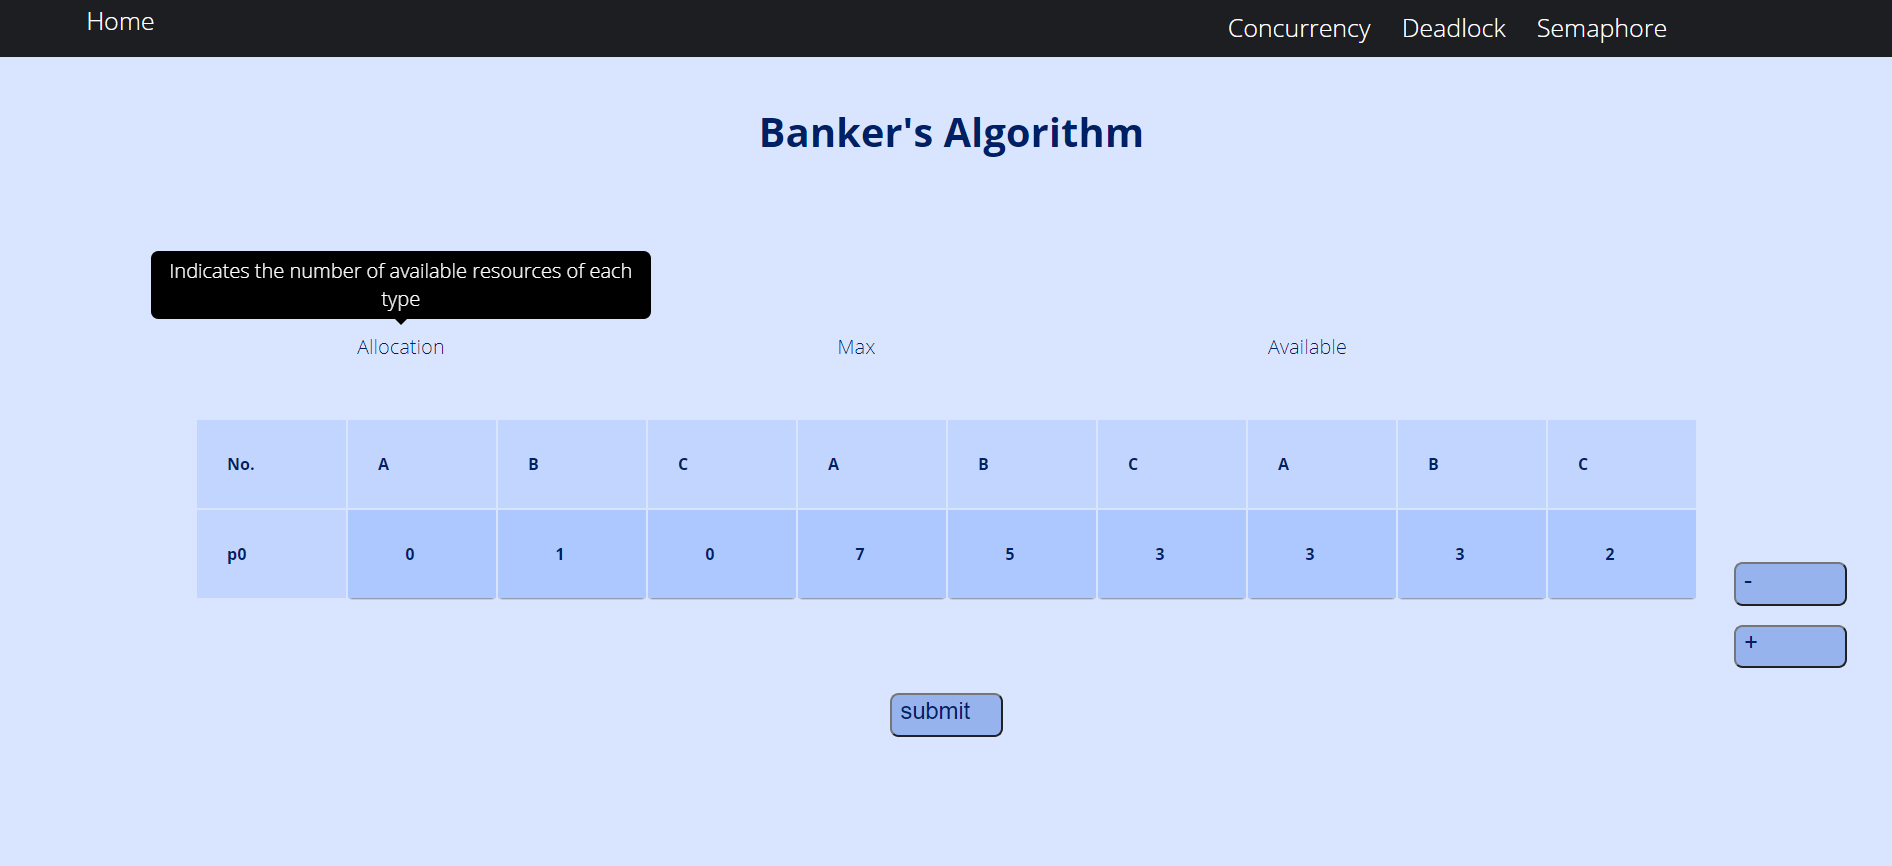 Home Concurrency Deadlock Semaphore
Banker's Algorithm
Indicates the number of available resources of each
type
Allocation Max Available
No. A B C A B C A B C
p0 0 1 0 7 5 3 3 3 2
-
+
submit